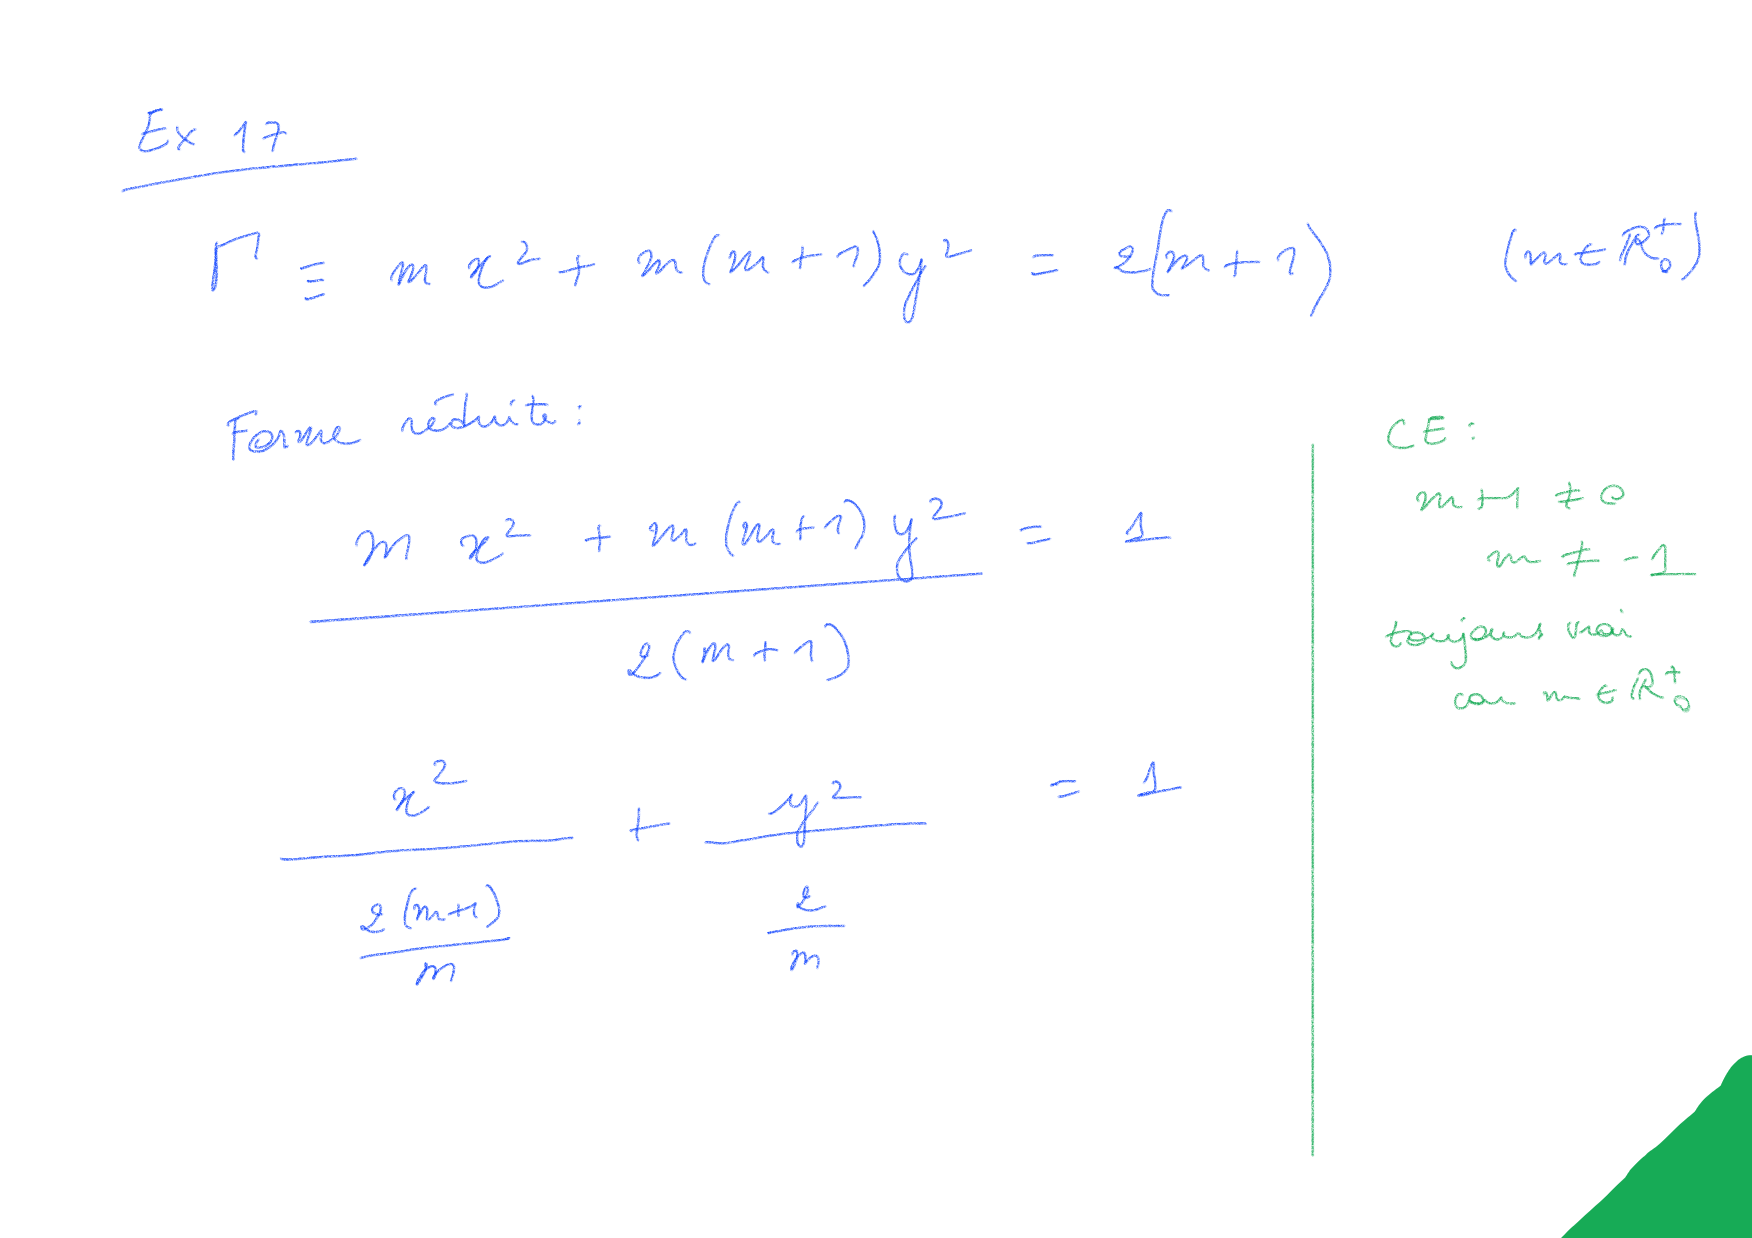 Ex 17
Γ ≡ m x² + m(m+1)y² = 2(m+1) (m ∈ ℝ₀⁺)
Forme réduite :
m x² + m(m+1)y² = 1
2(m+1)
x² + y² = 1
2(m+1) 2
m m
CE :
m+1 ≠ 0
m ≠ -1
toujours vrai
car m ∈ ℝ₀⁺